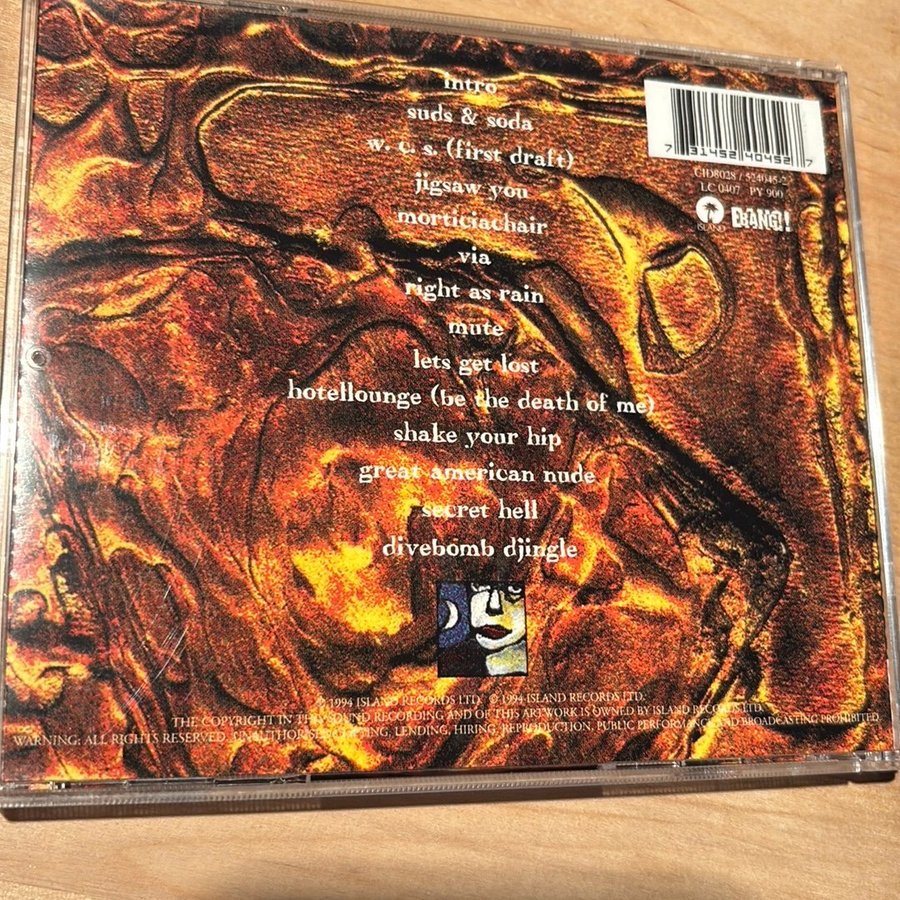 intro
suds & soda
w. c. s. (first draft)
jigsaw you
morticiachair
via
right as rain
mute
lets get lost
hotellounge (be the death of me)
shake your hip
great american nude
secret hell
divebomb djingle
7 31452 40452 7
CID8028 / 524045-2
LC 0407 PY 900
ISLAND BANG!
℗ 1994 ISLAND RECORDS LTD. © 1994 ISLAND RECORDS LTD.
THE COPYRIGHT IN THIS SOUND RECORDING AND OF THIS ARTWORK IS OWNED BY ISLAND RECORDS LTD.
WARNING: ALL RIGHTS RESERVED. UNAUTHORISED COPYING, LENDING, HIRING, REPRODUCTION, PUBLIC PERFORMANCE AND BROADCASTING PROHIBITED.